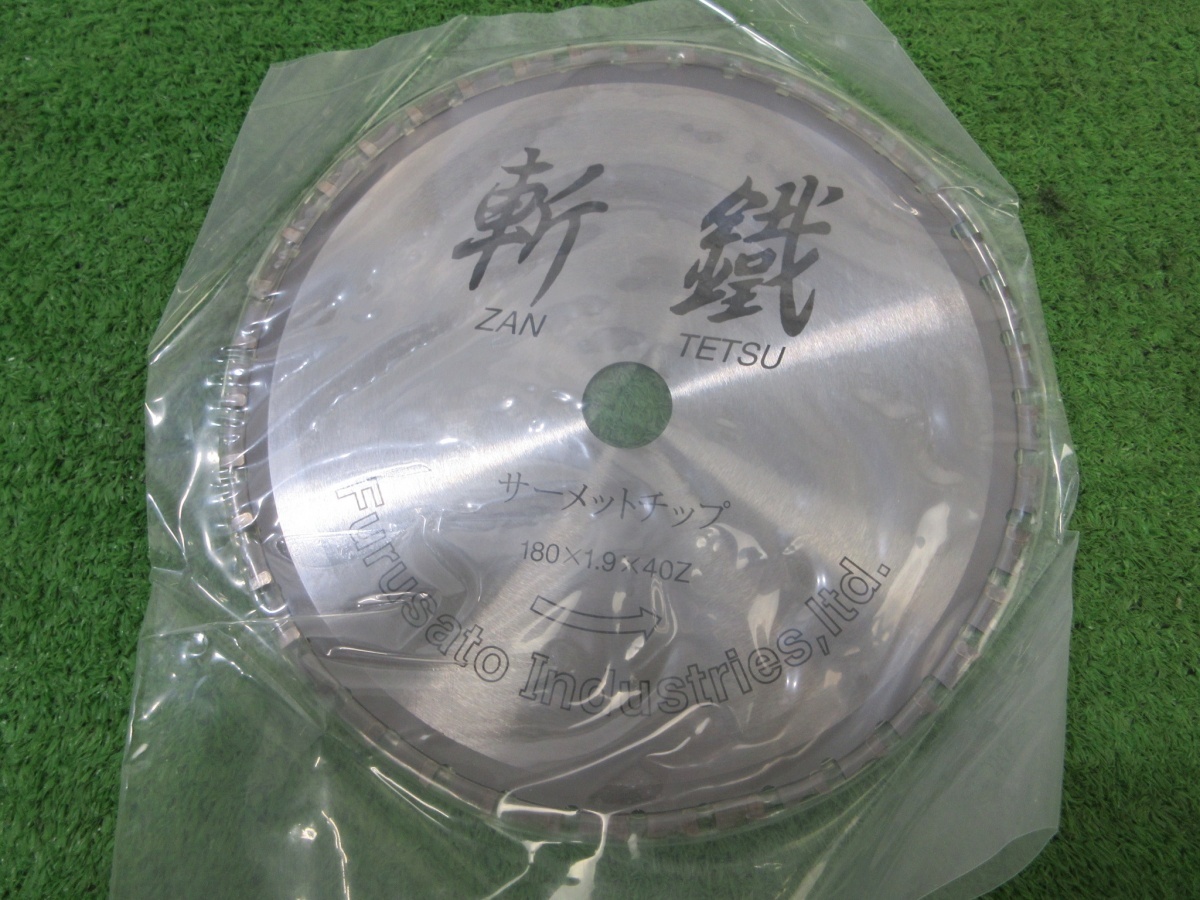 斬鐵
ZAN TETSU
サーメットチップ
180×1.9×40Z
Furusato Industries,ltd.